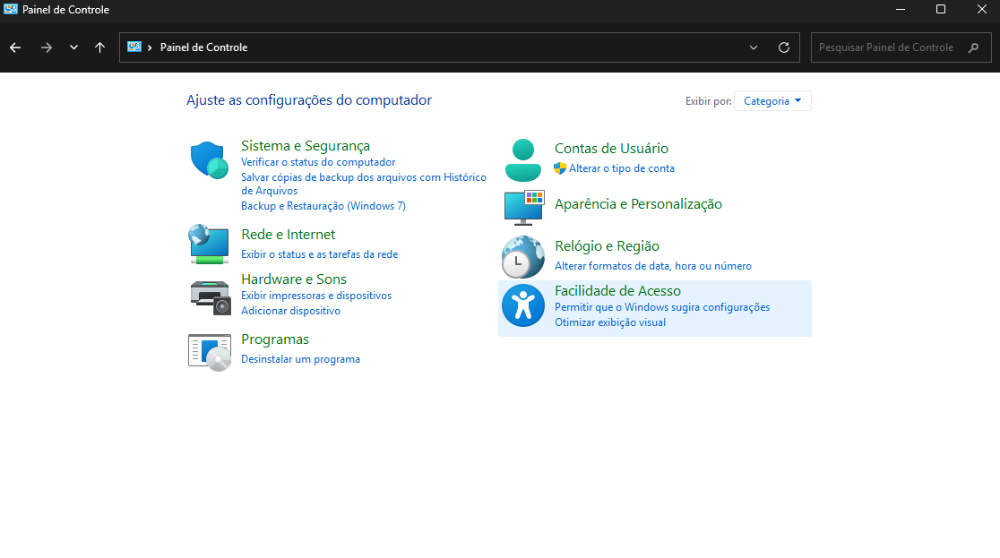 Painel de Controle
Painel de Controle
Pesquisar Painel de Controle
Ajuste as configurações do computador
Exibir por:
Categoria
Sistema e Segurança
Verificar o status do computador
Salvar cópias de backup dos arquivos com Histórico
de Arquivos
Backup e Restauração (Windows 7)
Rede e Internet
Exibir o status e as tarefas da rede
Hardware e Sons
Exibir impressoras e dispositivos
Adicionar dispositivo
Programas
Desinstalar um programa
Contas de Usuário
Alterar o tipo de conta
Aparência e Personalização
Relógio e Região
Alterar formatos de data, hora ou número
Facilidade de Acesso
Permitir que o Windows sugira configurações
Otimizar exibição visual